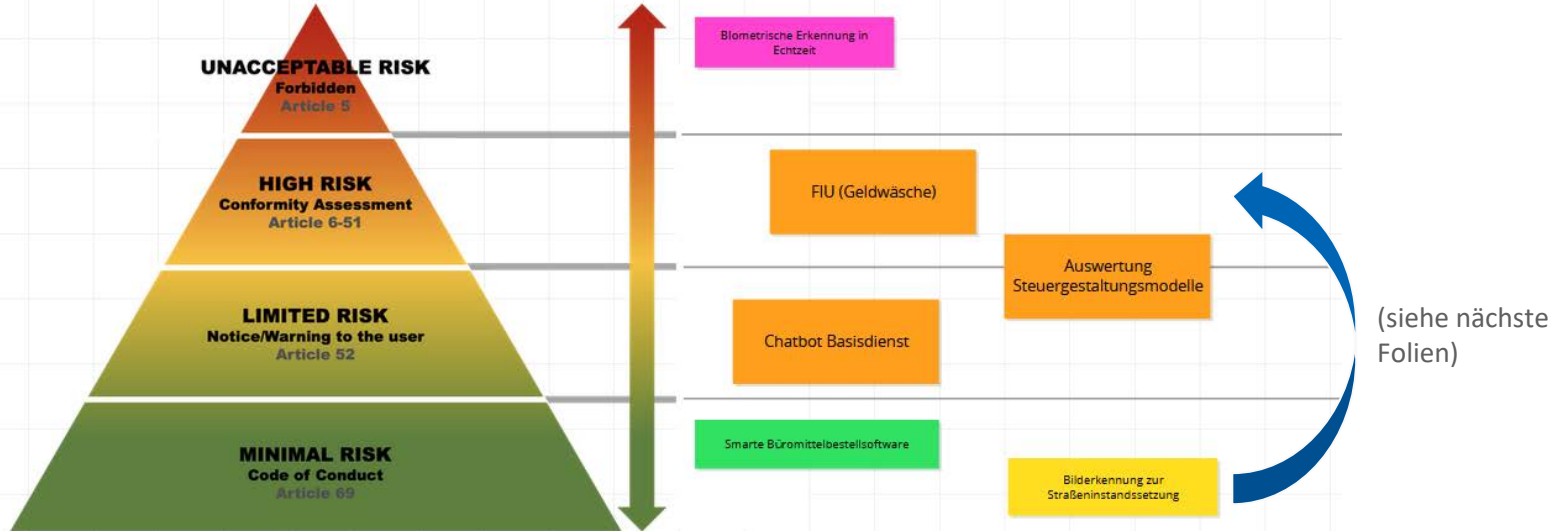 UNACCEPTABLE RISK
Forbidden
Article 5
HIGH RISK
Conformity Assessment
Article 6-51
LIMITED RISK
Notice/Warning to the user
Article 52
MINIMAL RISK
Code of Conduct
Article 69
BIometrische Erkennung in
Echtzeit
FIU (Geldwäsche)
Auswertung
Steuergestaltungsmodelle
Chatbot Basisdienst
Smarte Büromittelbestellsoftware
Bilderkennung zur
Straßeninstandssetzung
(siehe nächste
Folien)